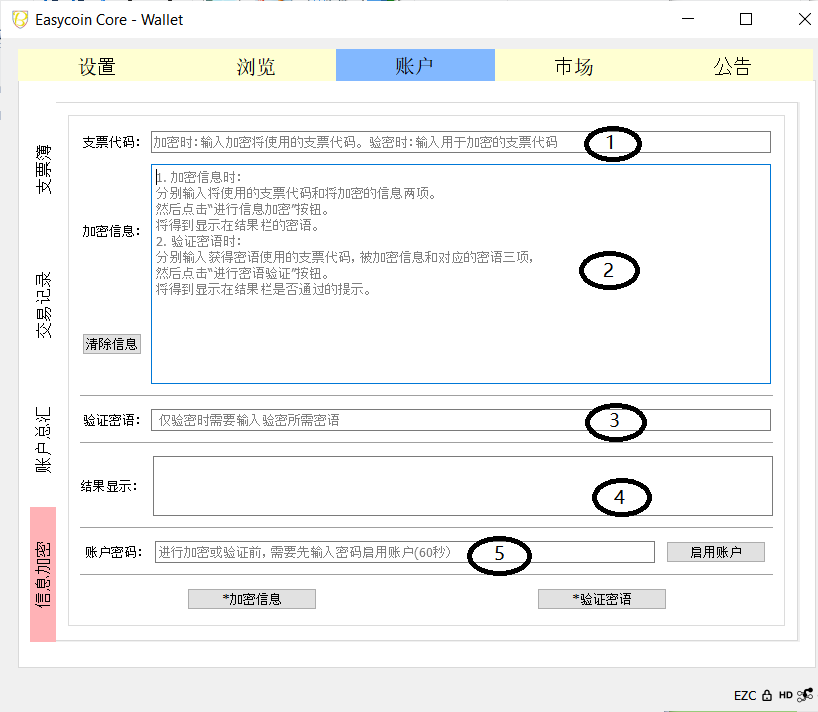 Easycoin Core - Wallet
设置
浏览
账户
市场
公告
支票簿
交易记录
账户总汇
信息加密
支票代码:
加密时:输入加密将使用的支票代码。验密时:输入用于加密的支票代码
1
加密信息:
1. 加密信息时:
分别输入将使用的支票代码和将加密的信息两项。
然后点击“进行信息加密”按钮。
将得到显示在结果栏的密语。
2. 验证密语时:
分别输入获得密语使用的支票代码, 被加密信息和对应的密语三项,
然后点击“进行密语验证”按钮。
将得到显示在结果栏是否通过的提示。
2
清除信息
验证密语:
仅验密时需要输入验密所需密语
3
结果显示:
4
账户密码:
进行加密或验证前, 需要先输入密码启用账户(60秒)
5
启用账户
*加密信息
*验证密语
EZC
HD